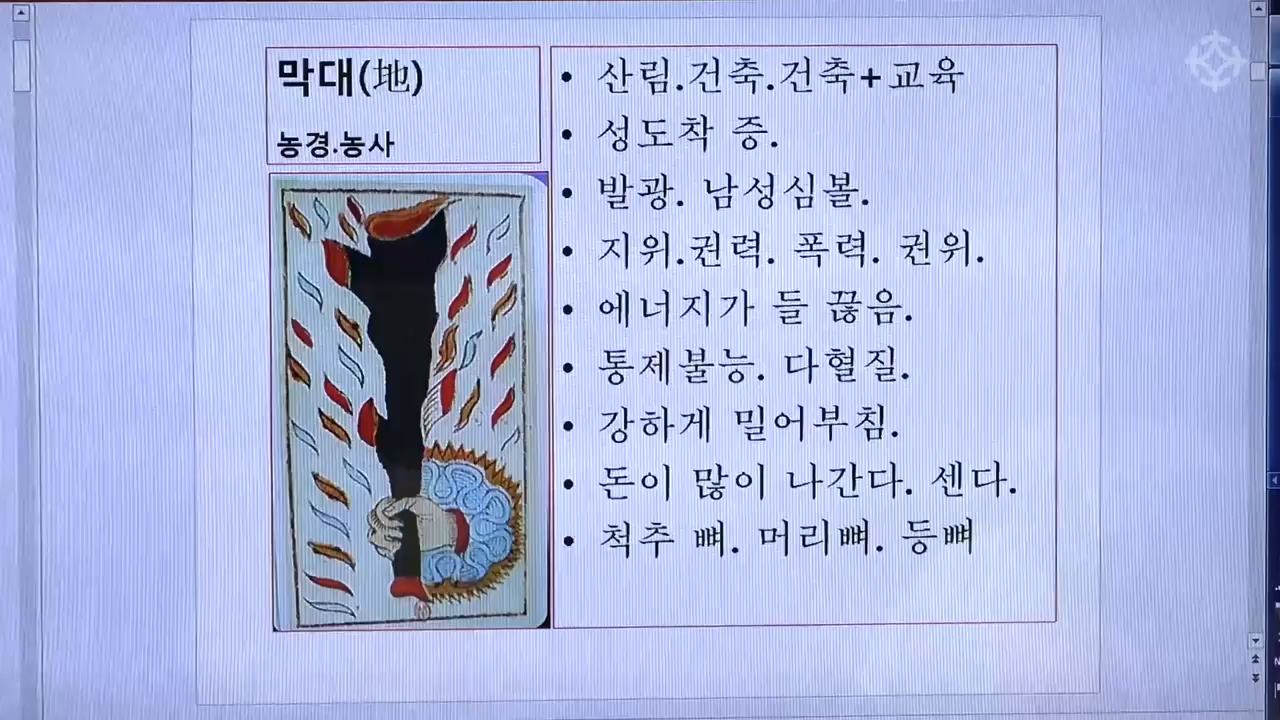 막대(地)
농경.농사
• 산림.건축.건축+교육
• 성도착 증.
• 발광. 남성심볼.
• 지위.권력. 폭력. 권위.
• 에너지가 들 끊음.
• 통제불능. 다혈질.
• 강하게 밀어부침.
• 돈이 많이 나간다. 센다.
• 척추 뼈. 머리뼈. 등뼈